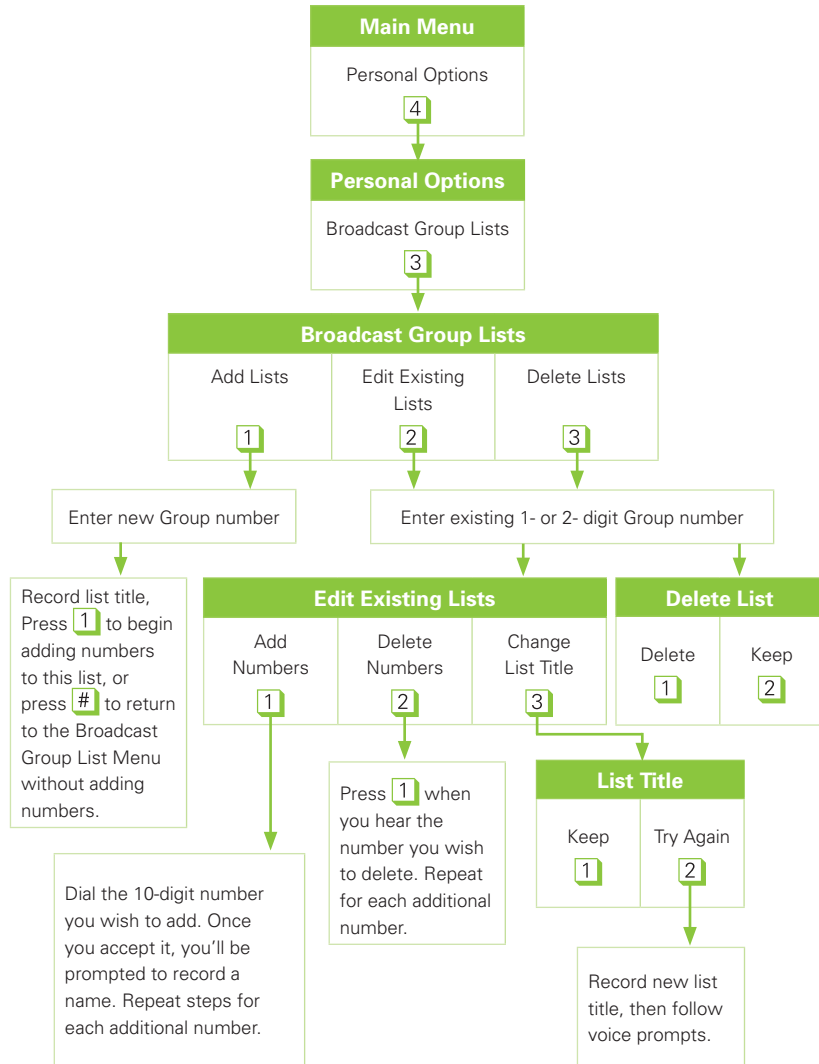 Main Menu
Personal Options
4
Personal Options
Broadcast Group Lists
3
Broadcast Group Lists
Add Lists
1
Edit Existing
Lists
2
Delete Lists
3
Enter new Group number
Enter existing 1- or 2- digit Group number
Record list title,
Press 1 to begin
adding numbers
to this list, or
press # to return
to the Broadcast
Group List Menu
without adding
numbers.
Edit Existing Lists
Add
Numbers
1
Delete
Numbers
2
Change
List Title
3
Delete List
Delete
1
Keep
2
Dial the 10-digit number
you wish to add. Once
you accept it, you’ll be
prompted to record a
name. Repeat steps for
each additional number.
Press 1 when
you hear the
number you wish
to delete. Repeat
for each additional
number.
List Title
Keep
1
Try Again
2
Record new list
title, then follow
voice prompts.